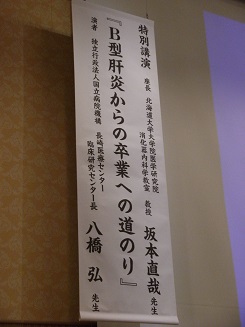 特別講演
座長 北海道大学大学院医学研究院
消化器内科学教室 教授
坂本直哉 先生
『B型肝炎からの卒業への道のり』
演者 独立行政法人国立病院機構
長崎医療センター
臨床研究センター長
八橋 弘 先生